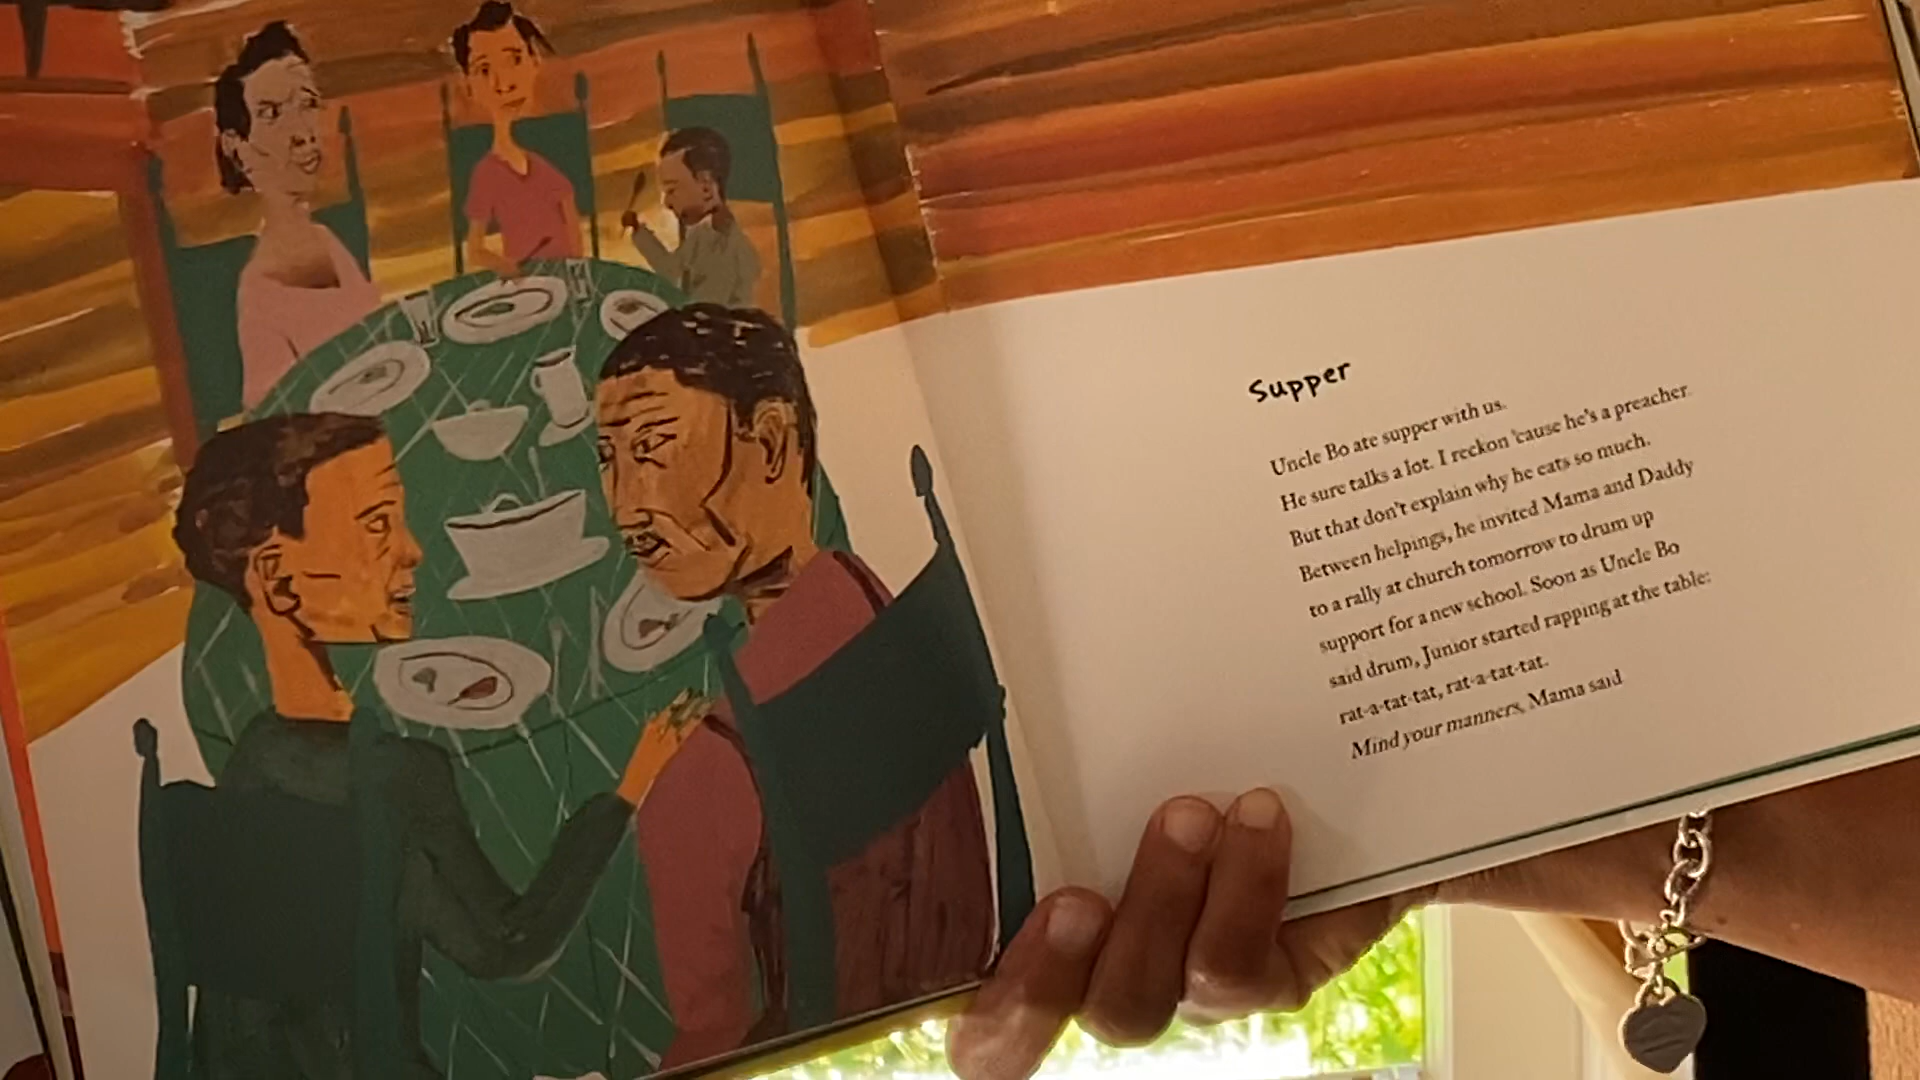 Supper
Uncle Bo ate supper with us.
He sure talks a lot. I reckon 'cause he's a preacher.
But that don't explain why he eats so much.
Between helpings, he invited Mama and Daddy
to a rally at church tomorrow to drum up
support for a new school. Soon as Uncle Bo
said drum, Junior started rapping at the table:
rat-a-rat-tat, rat-a-tat-tat.
Mind your manners, Mama said